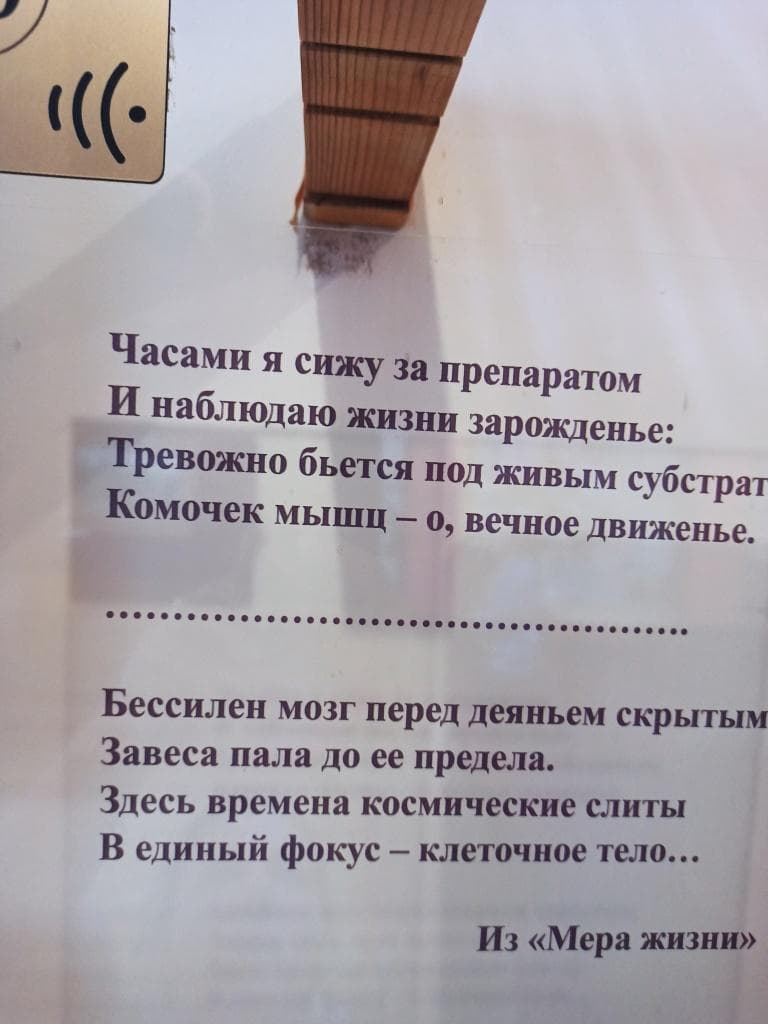 Часами я сижу за препаратом
И наблюдаю жизни зарожденье:
Тревожно бьется под живым субстрат
Комочек мышц – о, вечное движенье.
................................................
Бессилен мозг перед деяньем скрытым
Завеса пала до ее предела.
Здесь времена космические слиты
В единый фокус – клеточное тело...
Из «Мера жизни»